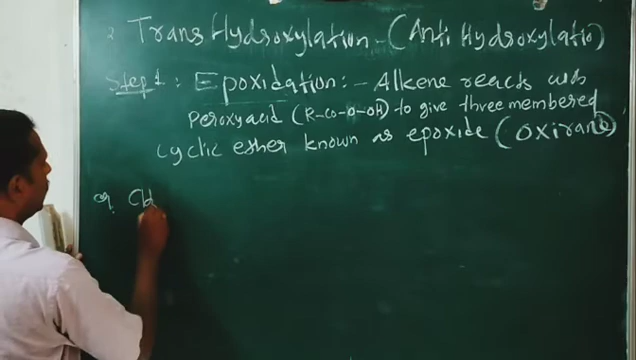 2. Trans Hydroxylation - (Anti Hydroxylatio)
Step 1 : Epoxidation :- Alkene reacts with
Peroxyacid (R-CO-O-OH) to give three membered
cyclic ether known as epoxide (Oxirane)
eg. CH